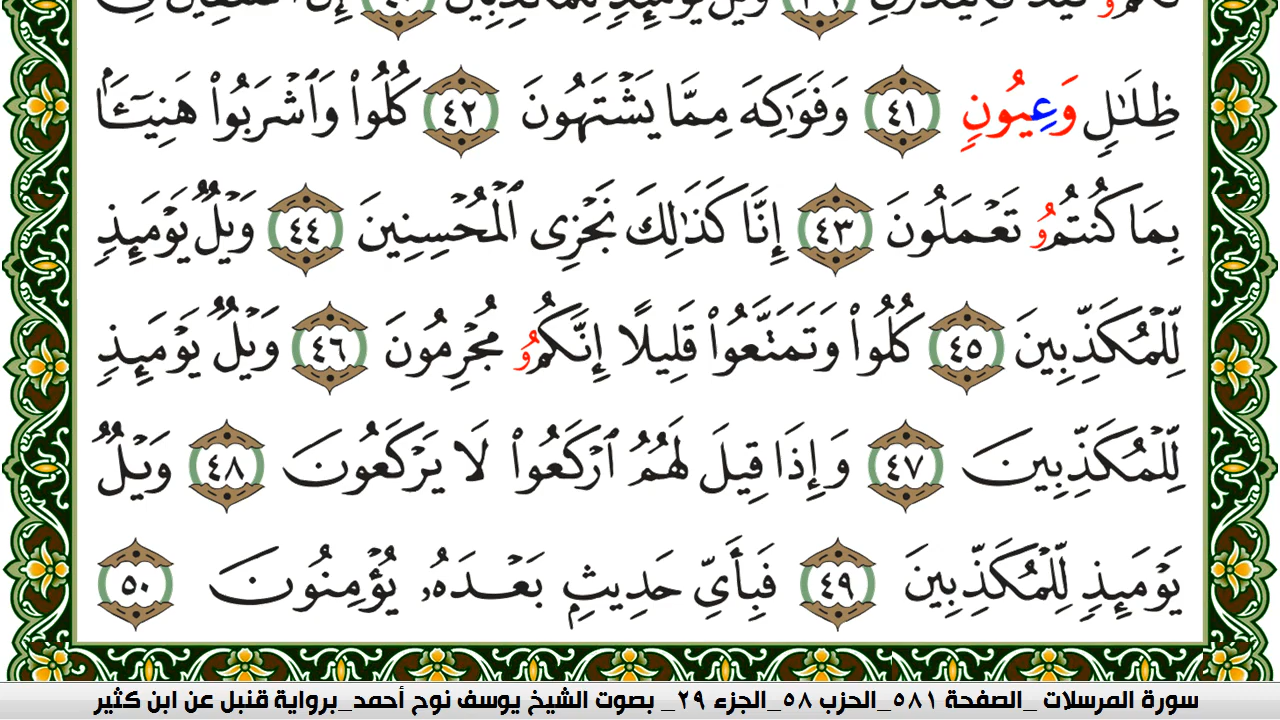 ظِلَـٰلٍ وَعِيُونٍ ٤١ وَفَوَٰكِهَ مِمَّا يَشْتَهُونَ ٤٢ كُلُوا۟ وَٱشْرَبُوا۟ هَنِيٓـَٔۢا
بِمَا كُنتُمُۥ تَعْمَلُونَ ٤٣ إِنَّا كَذَٰلِكَ نَجْزِى ٱلْمُحْسِنِينَ ٤٤ وَيْلٌ يَوْمَئِذٍ
لِّلْمُكَذِّبِينَ ٤٥ كُلُوا۟ وَتَمَتَّعُوا۟ قَلِيلًا إِنَّكُمُۥ مُجْرِمُونَ ٤٦ وَيْلٌ يَوْمَئِذٍ
لِّلْمُكَذِّبِينَ ٤٧ وَإِذَا قِيلَ لَهُمُ ٱرْكَعُوا۟ لَا يَرْكَعُونَ ٤٨ وَيْلٌ
يَوْمَئِذٍ لِّلْمُكَذِّبِينَ ٤٩ فَبِأَىِّ حَدِيثٍ بَعْدَهُۥ يُؤْمِنُونَ ٥٠
سورة المرسلات _الصفحة ٥٨١_الحزب ٥٨_الجزء ٢٩_ بصوت الشيخ يوسف نوح أحمد_برواية قنبل عن ابن كثير